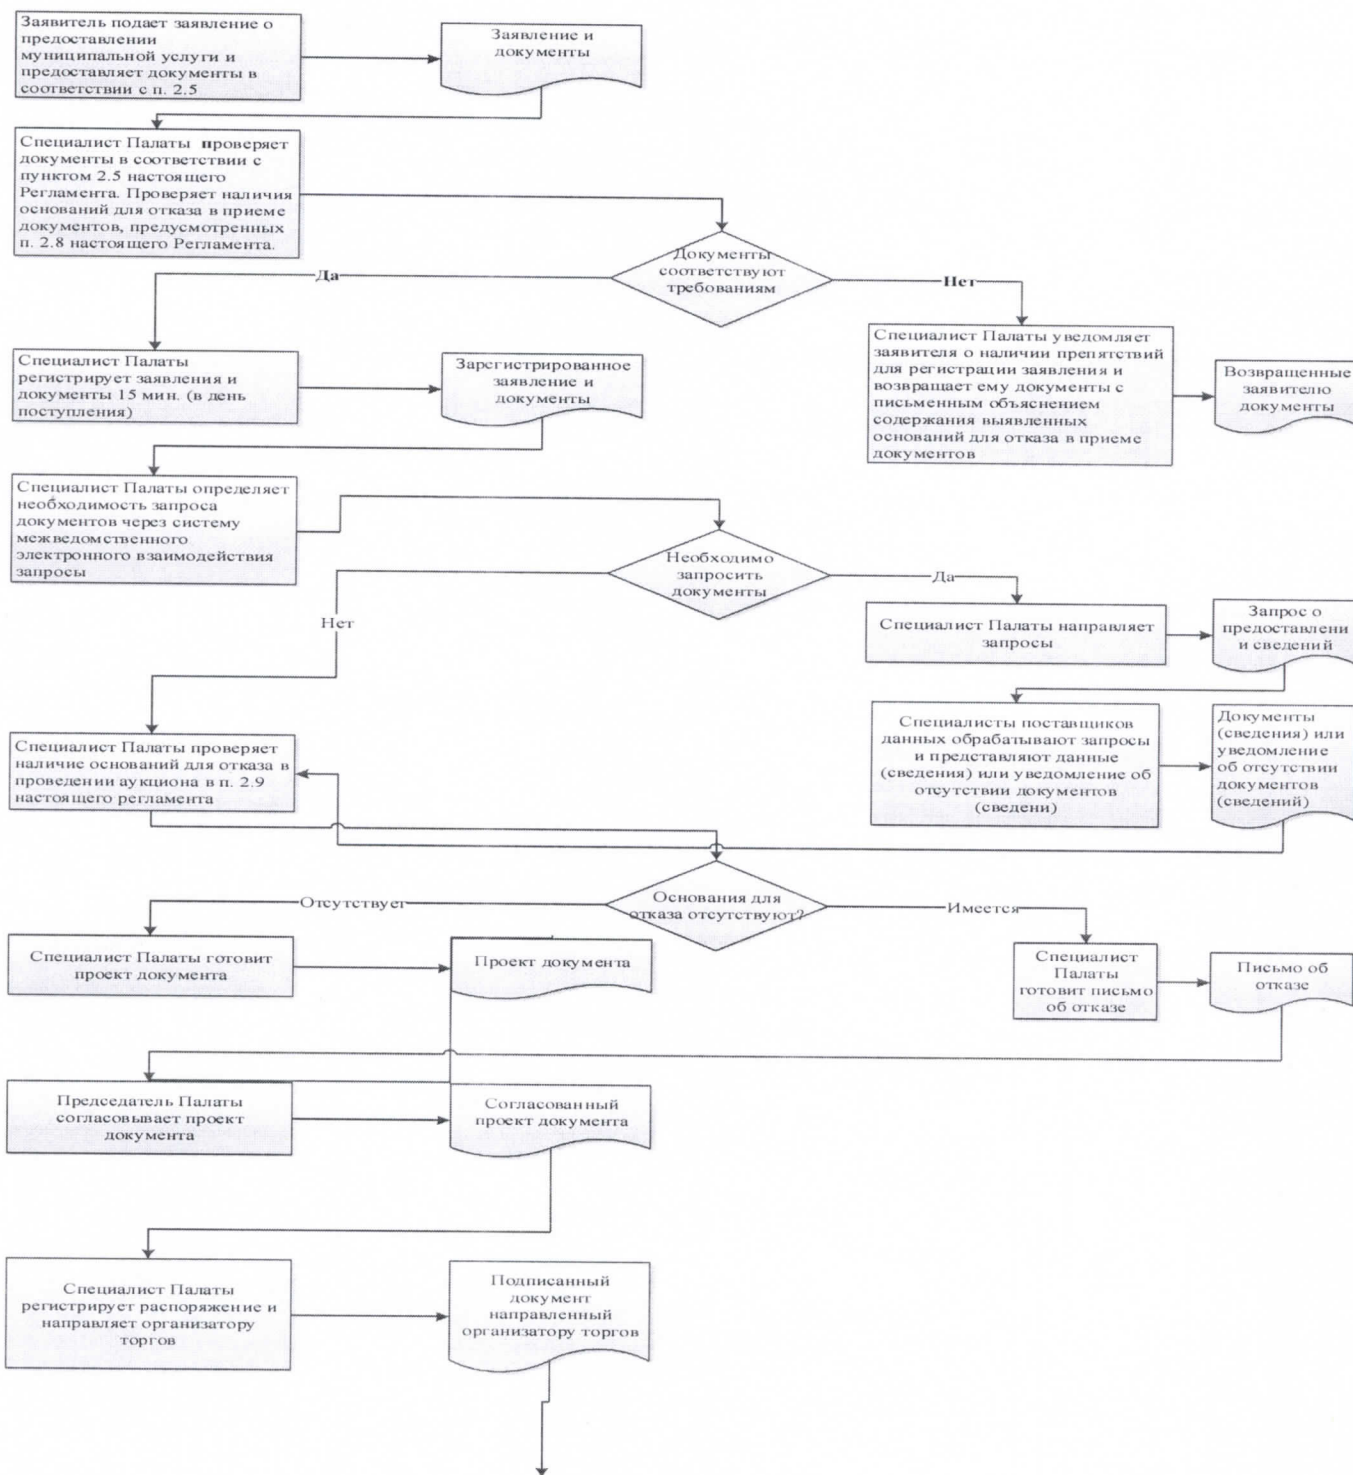 Заявитель подает заявление о
предоставлении
муниципальной услуги и
предоставляет документы в
соответствии с п. 2.5
Заявление и
документы
Специалист Палаты проверяет
документы в соответствии с
пунктом 2.5 настоящего
Регламента. Проверяет наличия
оснований для отказа в приеме
документов, предусмотренных
п. 2.8 настоящего Регламента.
Документы
соответствуют
требованиям
Да
Нет
Специалист Палаты
регистрирует заявления и
документы 15 мин. (в день
поступления)
Зарегистрированное
заявление и
документы
Специалист Палаты уведомляет
заявителя о наличии препятствий
для регистрации заявления и
возвращает ему документы с
письменным объяснением
содержания выявленных
оснований для отказа в приеме
документов
Возвращенные
заявителю
документы
Специалист Палаты определяет
необходимость запроса
документов через систему
межведомственного
электронного взаимодействия
запросы
Необходимо
запросить
документы
Да
Нет
Специалист Палаты направляет
запросы
Запрос о
предоставлени
и сведений
Специалист Палаты проверяет
наличие оснований для отказа в
проведении аукциона в п. 2.9
настоящего регламента
Специалисты поставщиков
данных обрабатывают запросы
и представляют данные
(сведения) или уведомление об
отсутствии документов
(сведени)
Документы
(сведения) или
уведомление
об отсутствии
документов
(сведений)
Основания для
отказа отсутствуют?
Отсутствует
Имеется
Специалист Палаты готовит
проект документа
Проект документа
Специалист
Палаты
готовит письмо
об отказе
Письмо об
отказе
Председатель Палаты
согласовывает проект
документа
Согласованный
проект документа
Специалист Палаты
регистрирует распоряжение и
направляет организатору
торгов
Подписанный
документ
направленный
организатору торгов